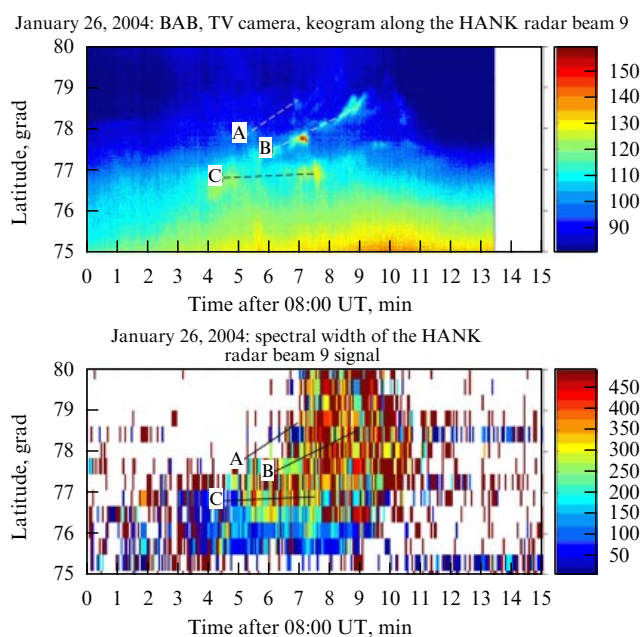 January 26, 2004: BAB, TV camera, keogram along the HANK radar beam 9
80
79
78
77
76
75
Latitude, grad
A
B
C
0 1 2 3 4 5 6 7 8 9 10 11 12 13 14 15
Time after 08:00 UT, min
150
140
130
120
110
100
90
January 26, 2004: spectral width of the HANK
radar beam 9 signal
80
79
78
77
76
75
Latitude, grad
A
B
C
0 1 2 3 4 5 6 7 8 9 10 11 12 13 14 15
Time after 08:00 UT, min
450
400
350
300
250
200
150
100
50